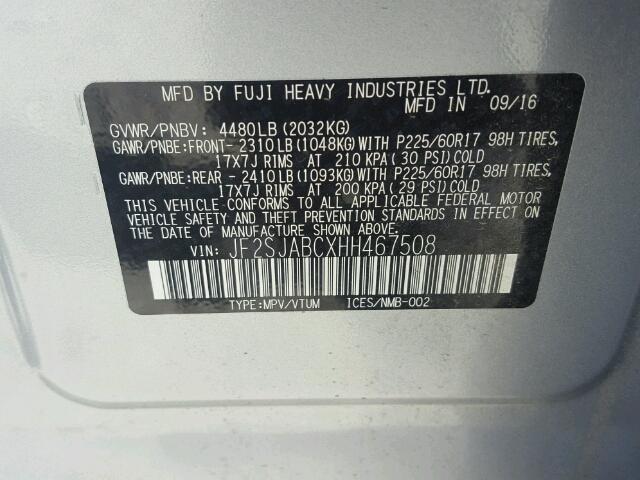 MFD BY FUJI HEAVY INDUSTRIES LTD.
MFD IN 09/16
GVWR/PNBV: 4480LB(2032KG)
GAWR/PNBE:FRONT- 2310LB(1048KG)WITH P225/60R17 98H TIRES,
17X7J RIMS AT 210 KPA(30 PSI)COLD
GAWR/PNBE:REAR - 2410LB(1093KG)WITH P225/60R17 98H TIRES,
17X7J RIMS AT 200 KPA(29 PSI)COLD
THIS VEHICLE CONFORMS TO ALL APPLICABLE FEDERAL MOTOR
VEHICLE SAFETY AND THEFT PREVENTION STANDARDS IN EFFECT ON
THE DATE OF MANUFACTURE SHOWN ABOVE.
VIN: JF2SJABCXHH467508
TYPE:MPV/VTUM ICES/NMB-002